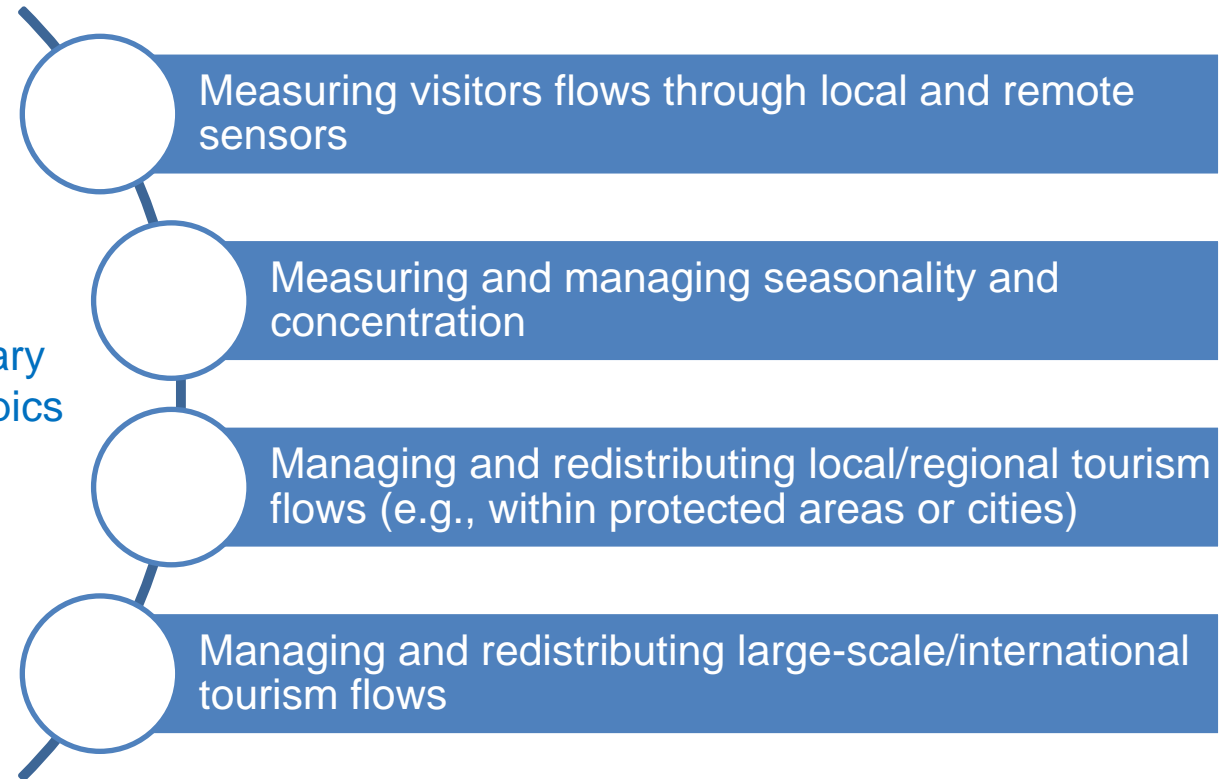 Measuring visitors flows through local and remote
sensors
Measuring and managing seasonality and
concentration
Managing and redistributing local/regional tourism
flows (e.g., within protected areas or cities)
Managing and redistributing large-scale/international
tourism flows